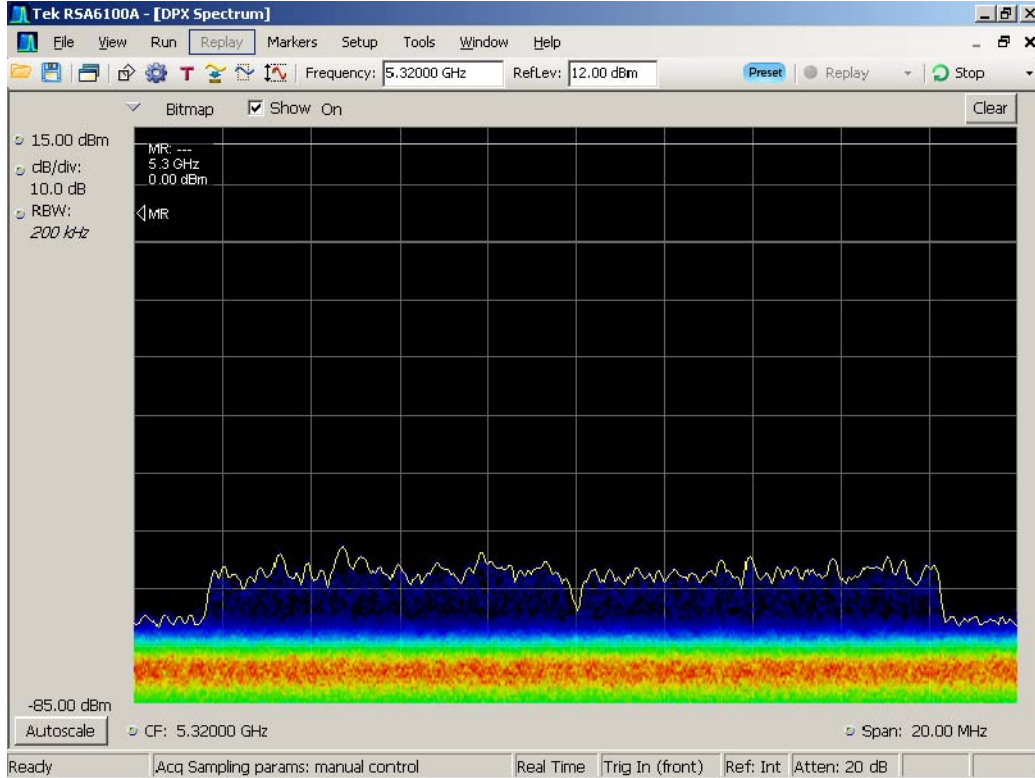 Tek RSA6100A - [DPX Spectrum]
File View Run Replay Markers Setup Tools Window Help
T Frequency: 5.32000 GHz RefLev: 12.00 dBm Preset Replay Stop
Bitmap Show On Clear
15.00 dBm
dB/div:
10.0 dB
RBW:
200 kHz
MR: ---
5.3 GHz
0.00 dBm
MR
-85.00 dBm
Autoscale CF: 5.32000 GHz Span: 20.00 MHz
Ready Acq Sampling params: manual control Real Time Trig In (front) Ref: Int Atten: 20 dB